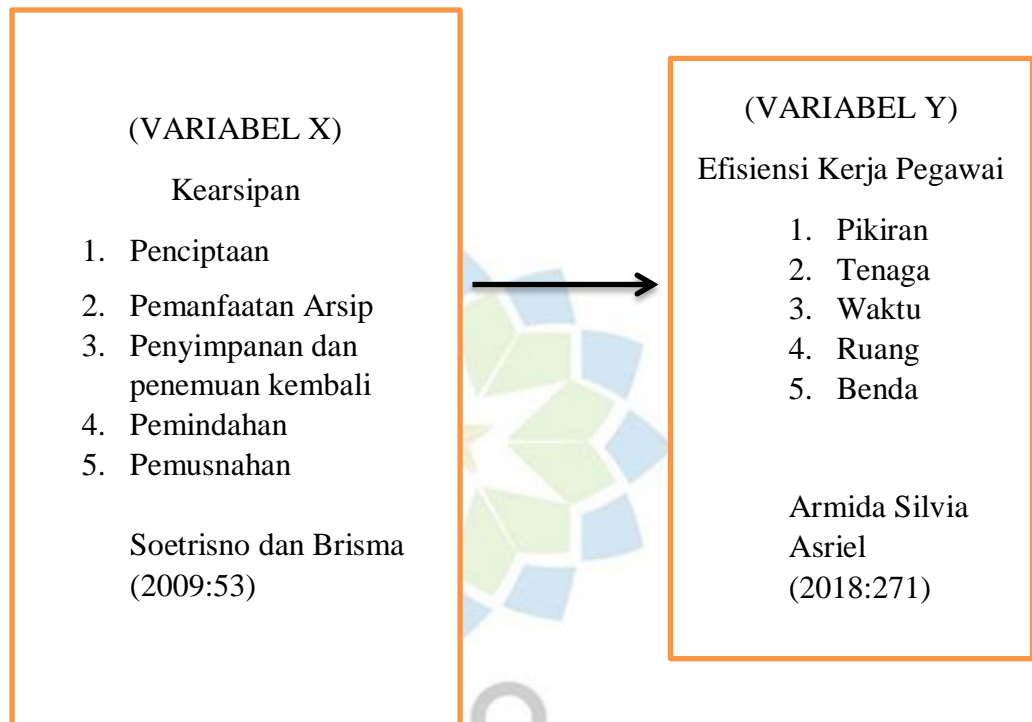 (VARIABEL X)
Kearsipan
1. Penciptaan
2. Pemanfaatan Arsip
3. Penyimpanan dan
penemuan kembali
4. Pemindahan
5. Pemusnahan
Soetrisno dan Brisma
(2009:53)
(VARIABEL Y)
Efisiensi Kerja Pegawai
1. Pikiran
2. Tenaga
3. Waktu
4. Ruang
5. Benda
Armida Silvia
Asriel
(2018:271)